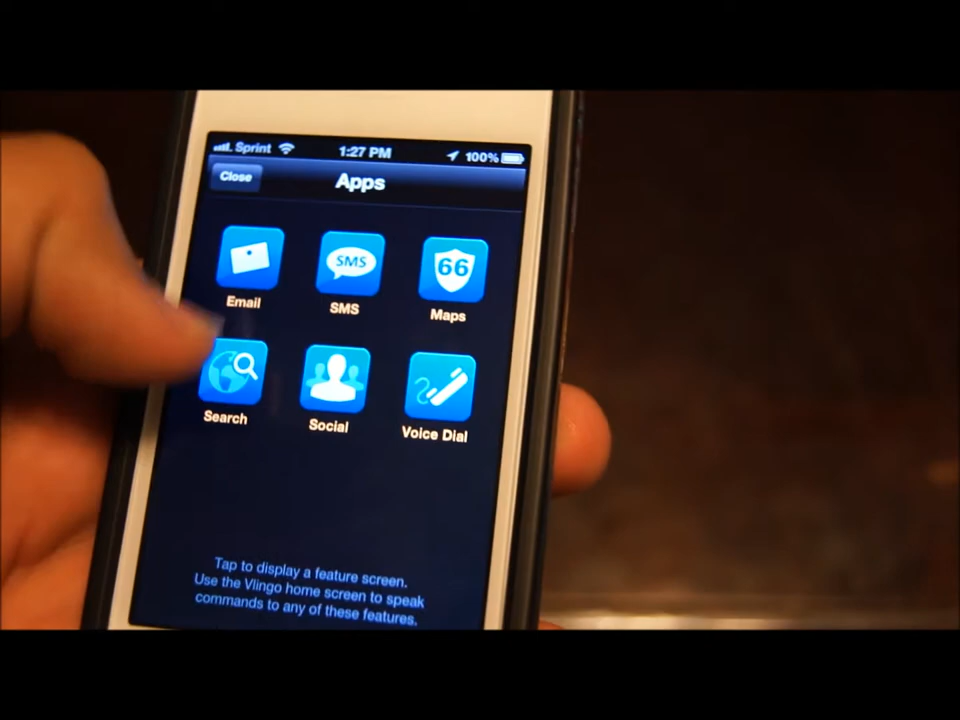 Sprint 1:27 PM 100%
Close Apps
SMS 66
Email SMS Maps
Search Social Voice Dial
Tap to display a feature screen.
Use the Vlingo home screen to speak
commands to any of these features.